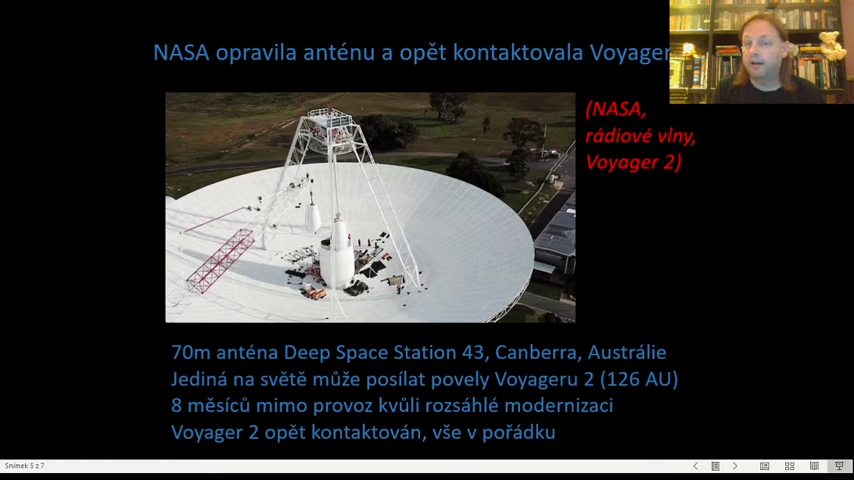 NASA opravila anténu a opět kontaktovala Voyager
(NASA,
rádiové vlny,
Voyager 2)
70m anténa Deep Space Station 43, Canberra, Austrálie
Jediná na světě může posílat povely Voyageru 2 (126 AU)
8 měsíců mimo provoz kvůli rozsáhlé modernizaci
Voyager 2 opět kontaktován, vše v pořádku
Snímek 5 z 7